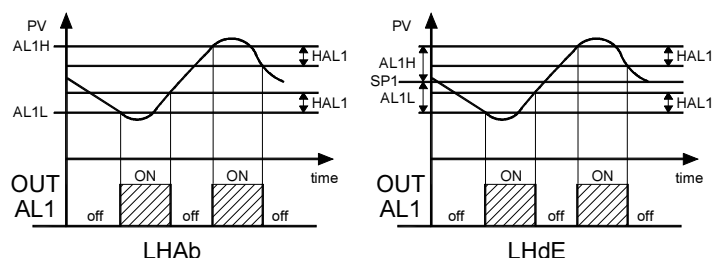 PV
AL1H
HAL1
AL1L
HAL1
time
OUT
AL1
off
ON
off
ON
off
LHAb
PV
AL1H
HAL1
SP1
AL1L
HAL1
time
OUT
AL1
off
ON
off
ON
off
LHdE